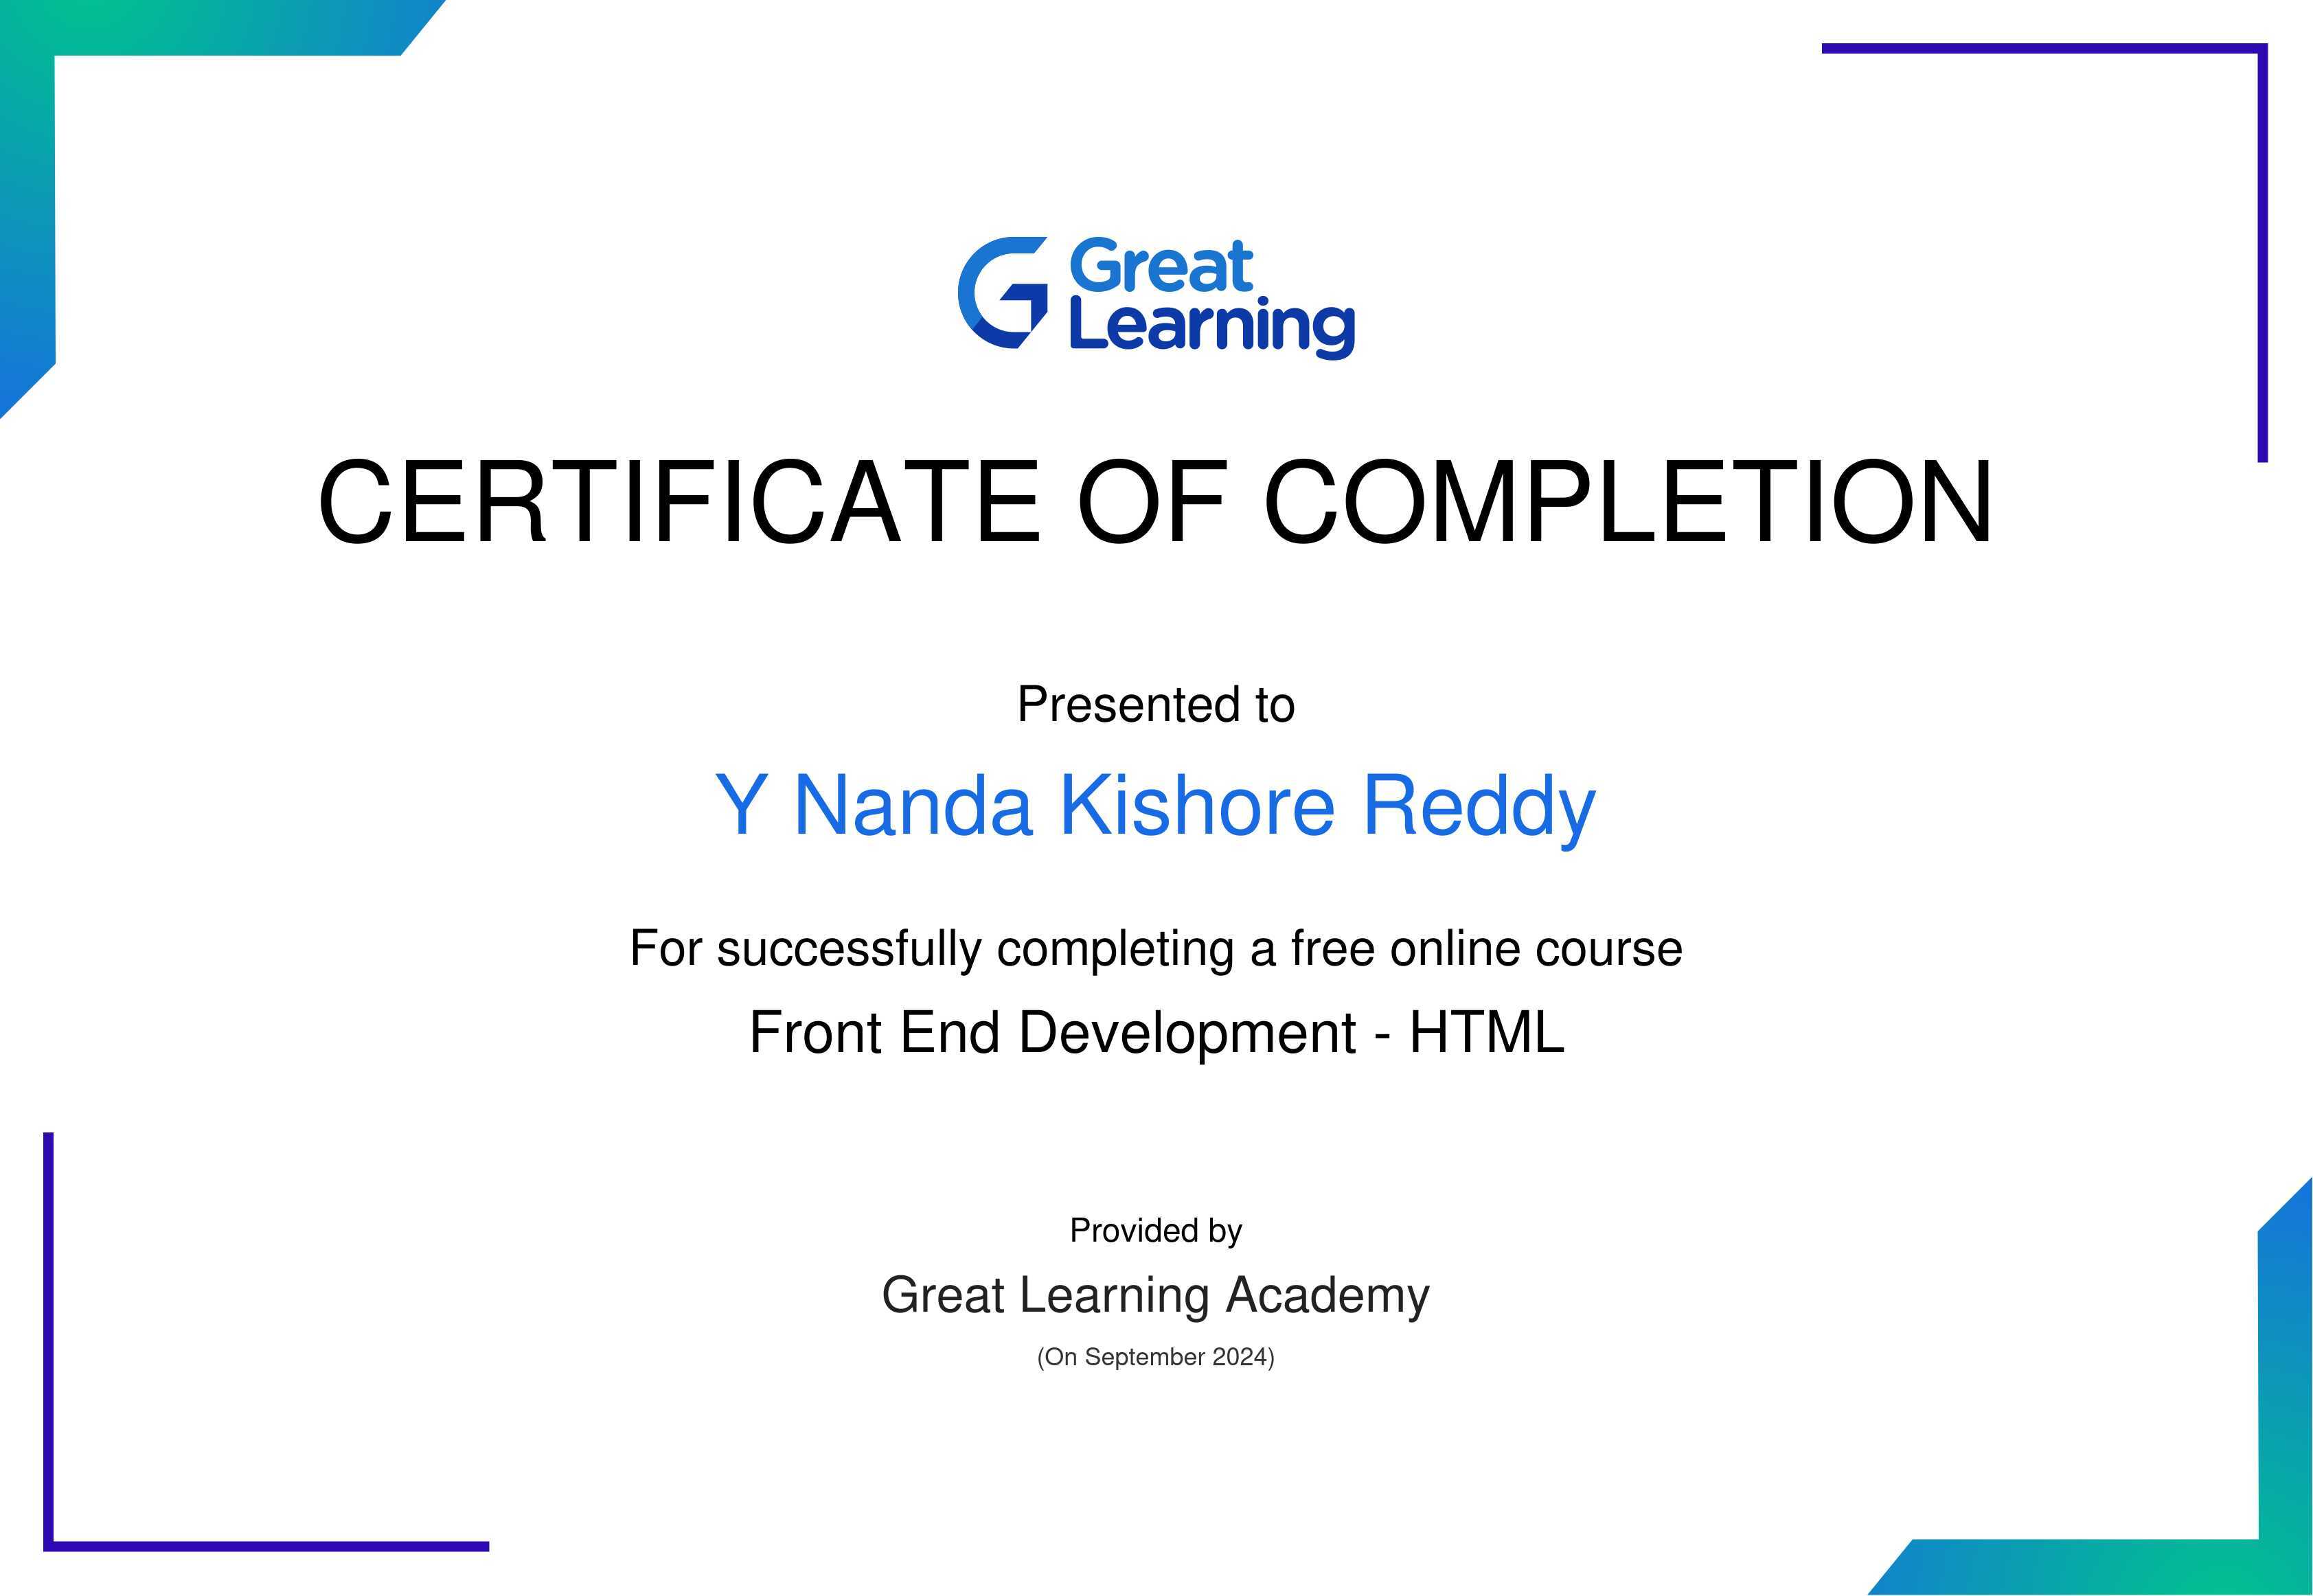 Great
Learning
CERTIFICATE OF COMPLETION
Presented to
Y Nanda Kishore Reddy
For successfully completing a free online course
Front End Development - HTML
Provided by
Great Learning Academy
(On September 2024)